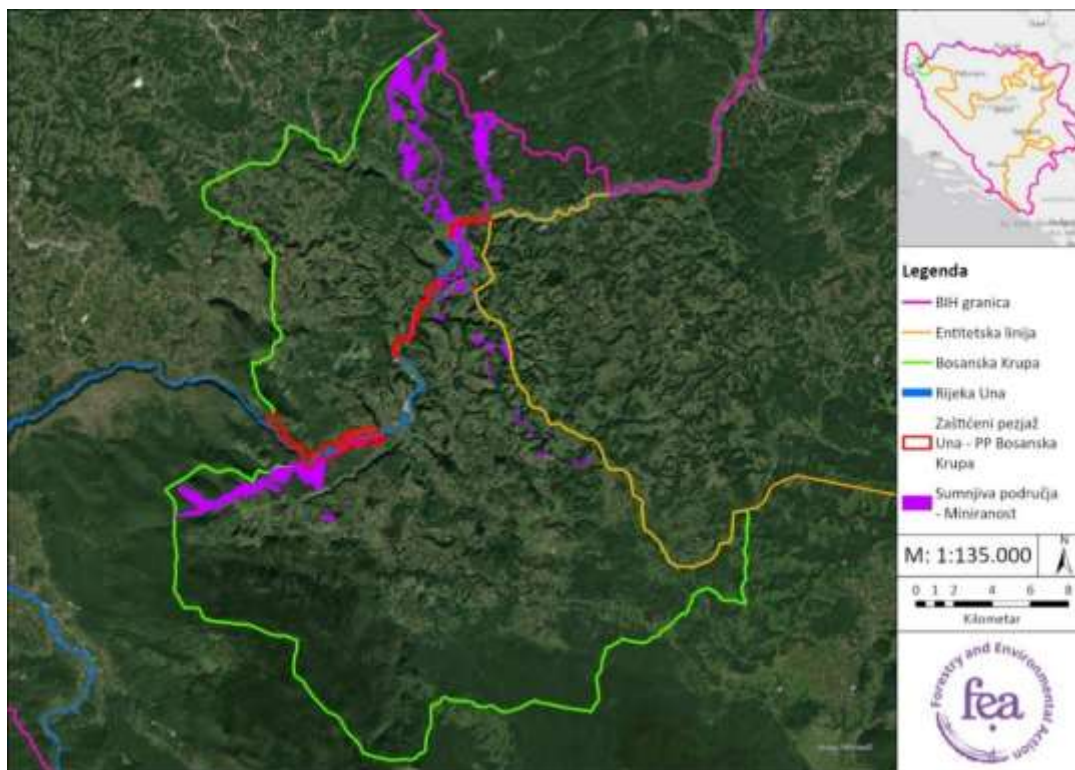 Legenda
BIH granica
Entitetska linija
Bosanska Krupa
Rijeka Una
Zaštićeni pezjaž
Una - PP Bosanska
Krupa
Sumnjiva područja
- Miniranost
M: 1:135.000
N
0 1 2 4 6 8
Kilometar
Forestry and Environmental Action
fea